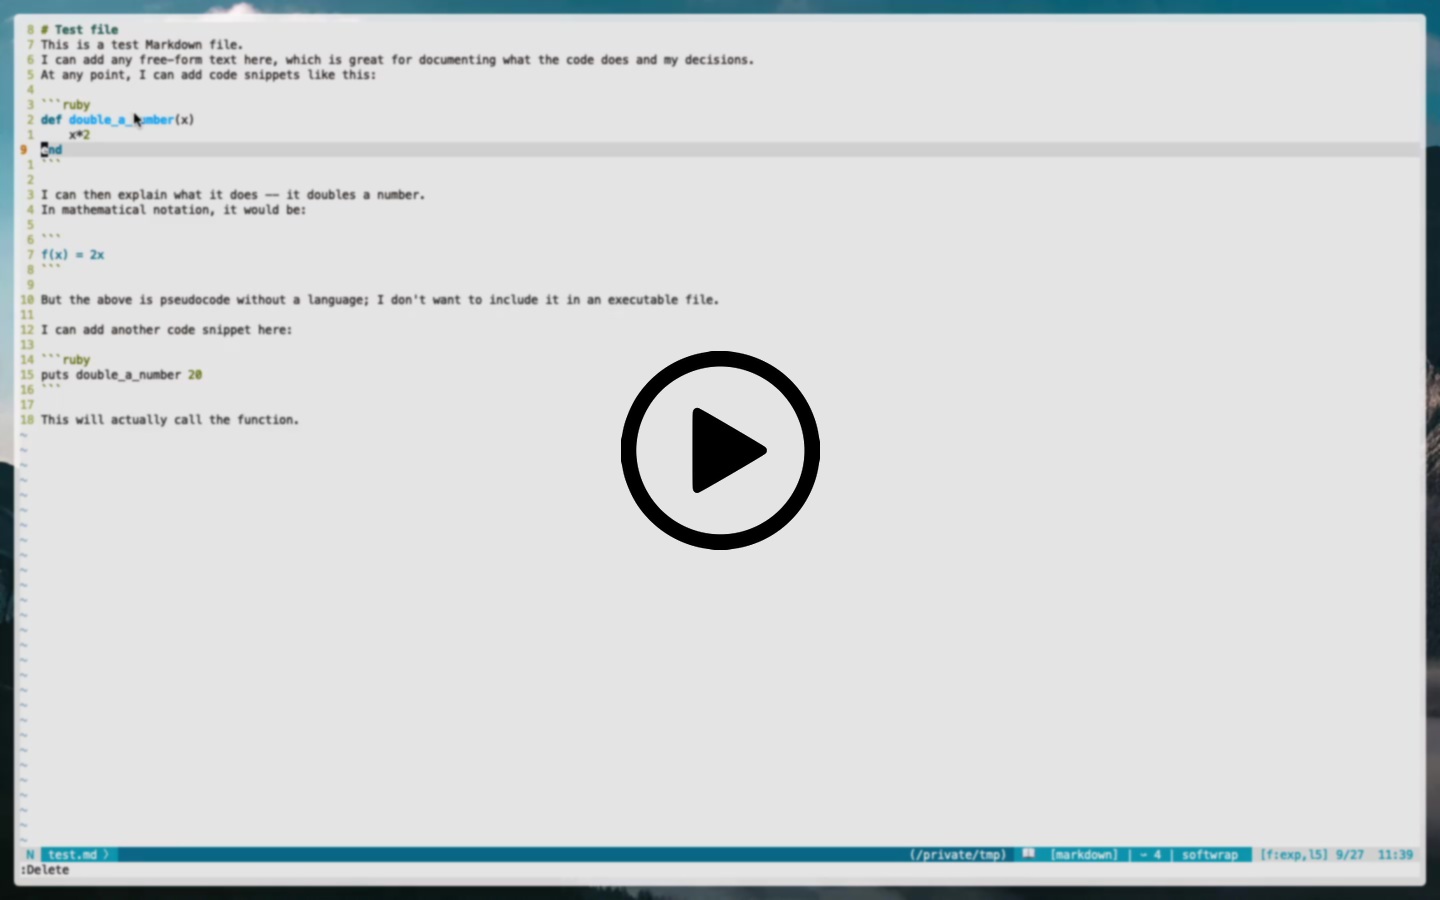 8 # Test file
7 This is a test Markdown file.
6 I can add any free-form text here, which is great for documenting what the code does and my decisions.
5 At any point, I can add code snippets like this:
4
3 ```ruby
2 def double_a_number(x)
1     x*2
9 end
1 ```
2
3 I can then explain what it does -- it doubles a number.
4 In mathematical notation, it would be:
5
6 ```
7 f(x) = 2x
8 ```
9
10 But the above is pseudocode without a language; I don't want to include it in an executable file.
11
12 I can add another code snippet here:
13
14 ```ruby
15 puts double_a_number 20
16 ```
17
18 This will actually call the function.
N test.md (/private/tmp) [markdown] | ~ 4 | softwrap [f:exp,l5] 9/27 11:39
:Delete